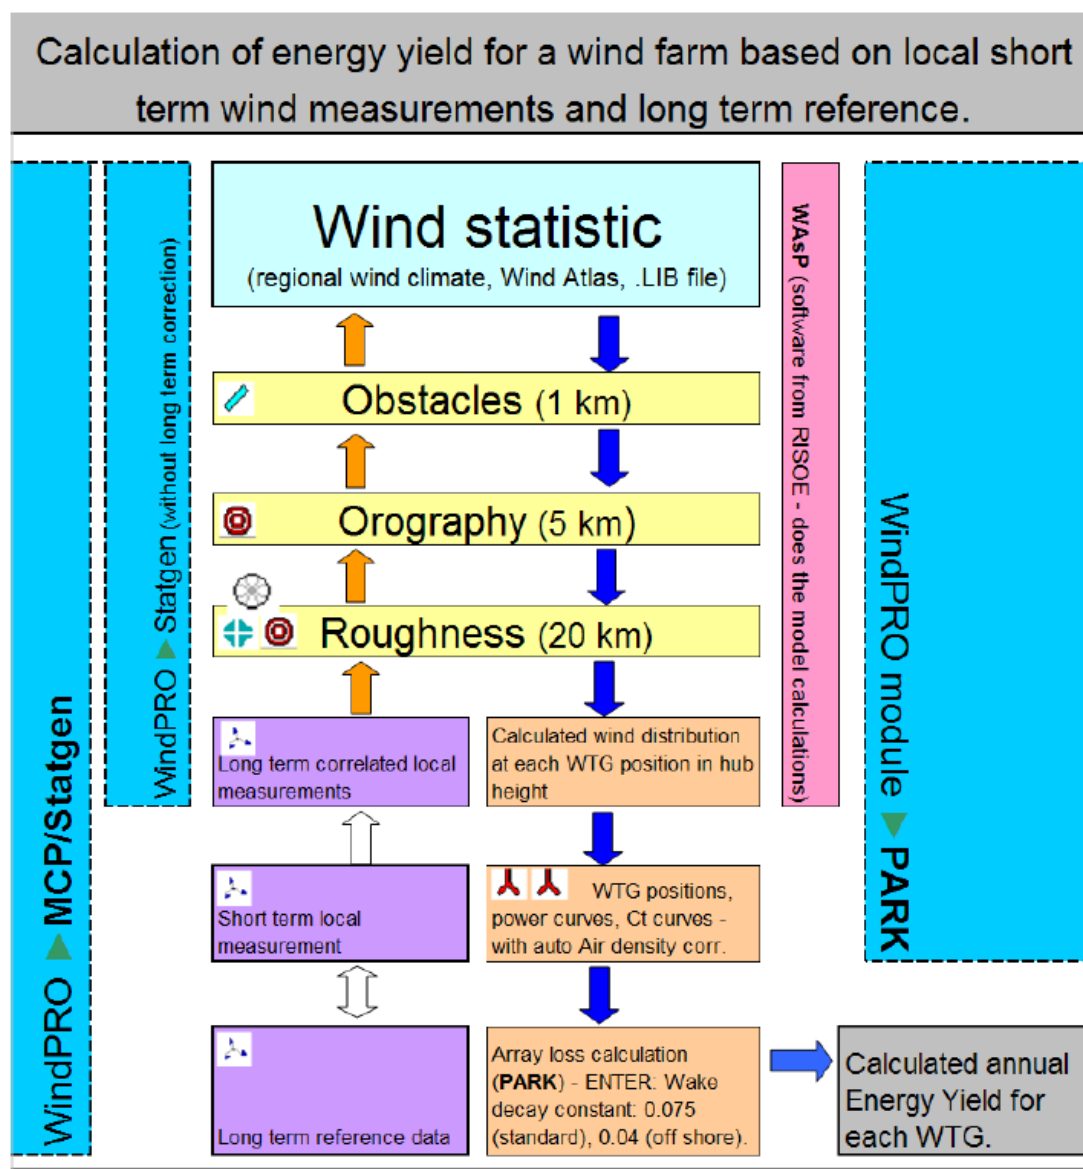 Calculation of energy yield for a wind farm based on local short
term wind measurements and long term reference.
WindPRO MCP/Statgen
WindPRO Statgen (without long term correction)
Wind statistic
(regional wind climate, Wind Atlas, .LIB file)
Obstacles (1 km)
Orography (5 km)
Roughness (20 km)
Long term correlated local
measurements
Short term local
measurement
Long term reference data
Calculated wind distribution
at each WTG position in hub
height
WTG positions,
power curves, Ct curves -
with auto Air density corr.
Array loss calculation
(PARK) - ENTER: Wake
decay constant: 0.075
(standard), 0.04 (off shore).
WAsP (software from RISOE - does the model calculations)
WindPRO module PARK
Calculated annual
Energy Yield for
each WTG.